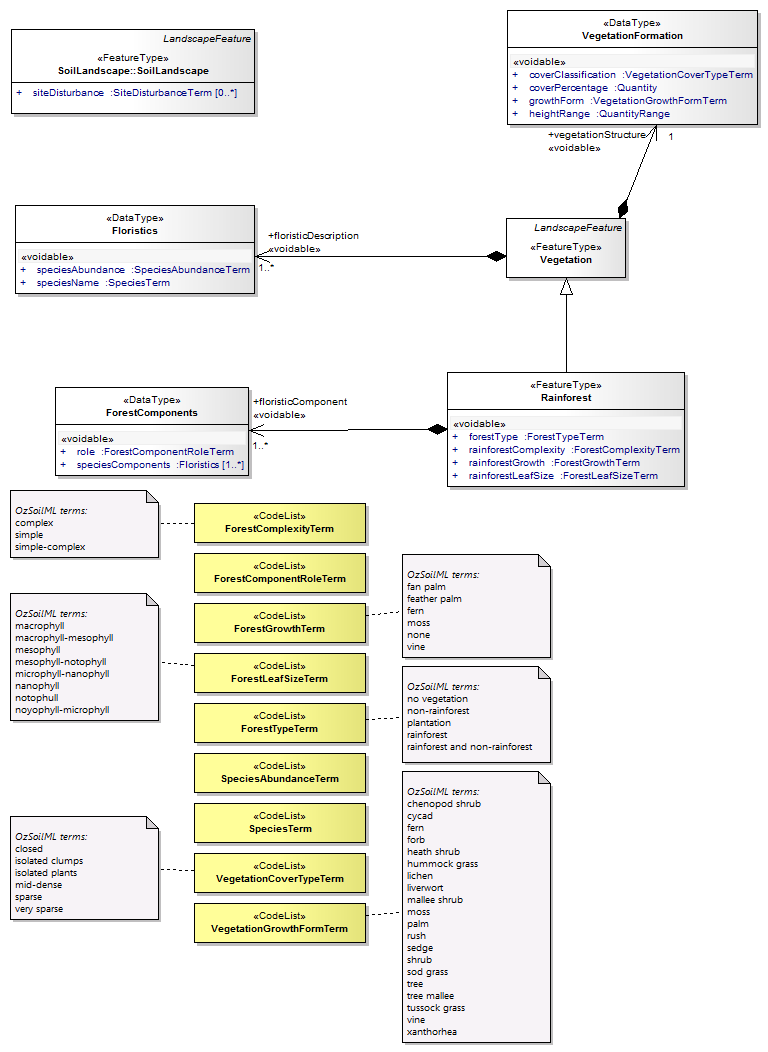 LandscapeFeature
«FeatureType»
SoilLandscape::SoilLandscape
+ siteDisturbance :SiteDisturbanceTerm [0..*]
«DataType»
VegetationFormation
«voidable»
+ coverClassification :VegetationCoverTypeTerm
+ coverPercentage :Quantity
+ growthForm :VegetationGrowthFormTerm
+ heightRange :QuantityRange
+vegetationStructure
1
«voidable»
«DataType»
Floristics
«voidable»
+ speciesAbundance :SpeciesAbundanceTerm
+ speciesName :SpeciesTerm
+floristicDescription
«voidable»
1..*
LandscapeFeature
«FeatureType»
Vegetation
«DataType»
ForestComponents
«voidable»
+ role :ForestComponentRoleTerm
+ speciesComponents :Floristics [1..*]
+floristicComponent
«voidable»
1..*
«FeatureType»
Rainforest
«voidable»
+ forestType :ForestTypeTerm
+ rainforestComplexity :ForestComplexityTerm
+ rainforestGrowth :ForestGrowthTerm
+ rainforestLeafSize :ForestLeafSizeTerm
OzSoilML terms:
complex
simple
simple-complex
«CodeList»
ForestComplexityTerm
«CodeList»
ForestComponentRoleTerm
«CodeList»
ForestGrowthTerm
OzSoilML terms:
fan palm
feather palm
fern
moss
none
vine
OzSoilML terms:
macrophyll
macrophyll-mesophyll
mesophyll
mesophyll-notophyll
microphyll-nanophyll
nanophyll
notophull
noyophyll-microphyll
«CodeList»
ForestLeafSizeTerm
«CodeList»
ForestTypeTerm
OzSoilML terms:
no vegetation
non-rainforest
plantation
rainforest
rainforest and non-rainforest
«CodeList»
SpeciesAbundanceTerm
«CodeList»
SpeciesTerm
OzSoilML terms:
closed
isolated clumps
isolated plants
mid-dense
sparse
very sparse
«CodeList»
VegetationCoverTypeTerm
«CodeList»
VegetationGrowthFormTerm
OzSoilML terms:
chenopod shrub
cycad
fern
forb
heath shrub
hummock grass
lichen
liverwort
mallee shrub
moss
palm
rush
sedge
shrub
sod grass
tree
tree mallee
tussock grass
vine
xanthorhea